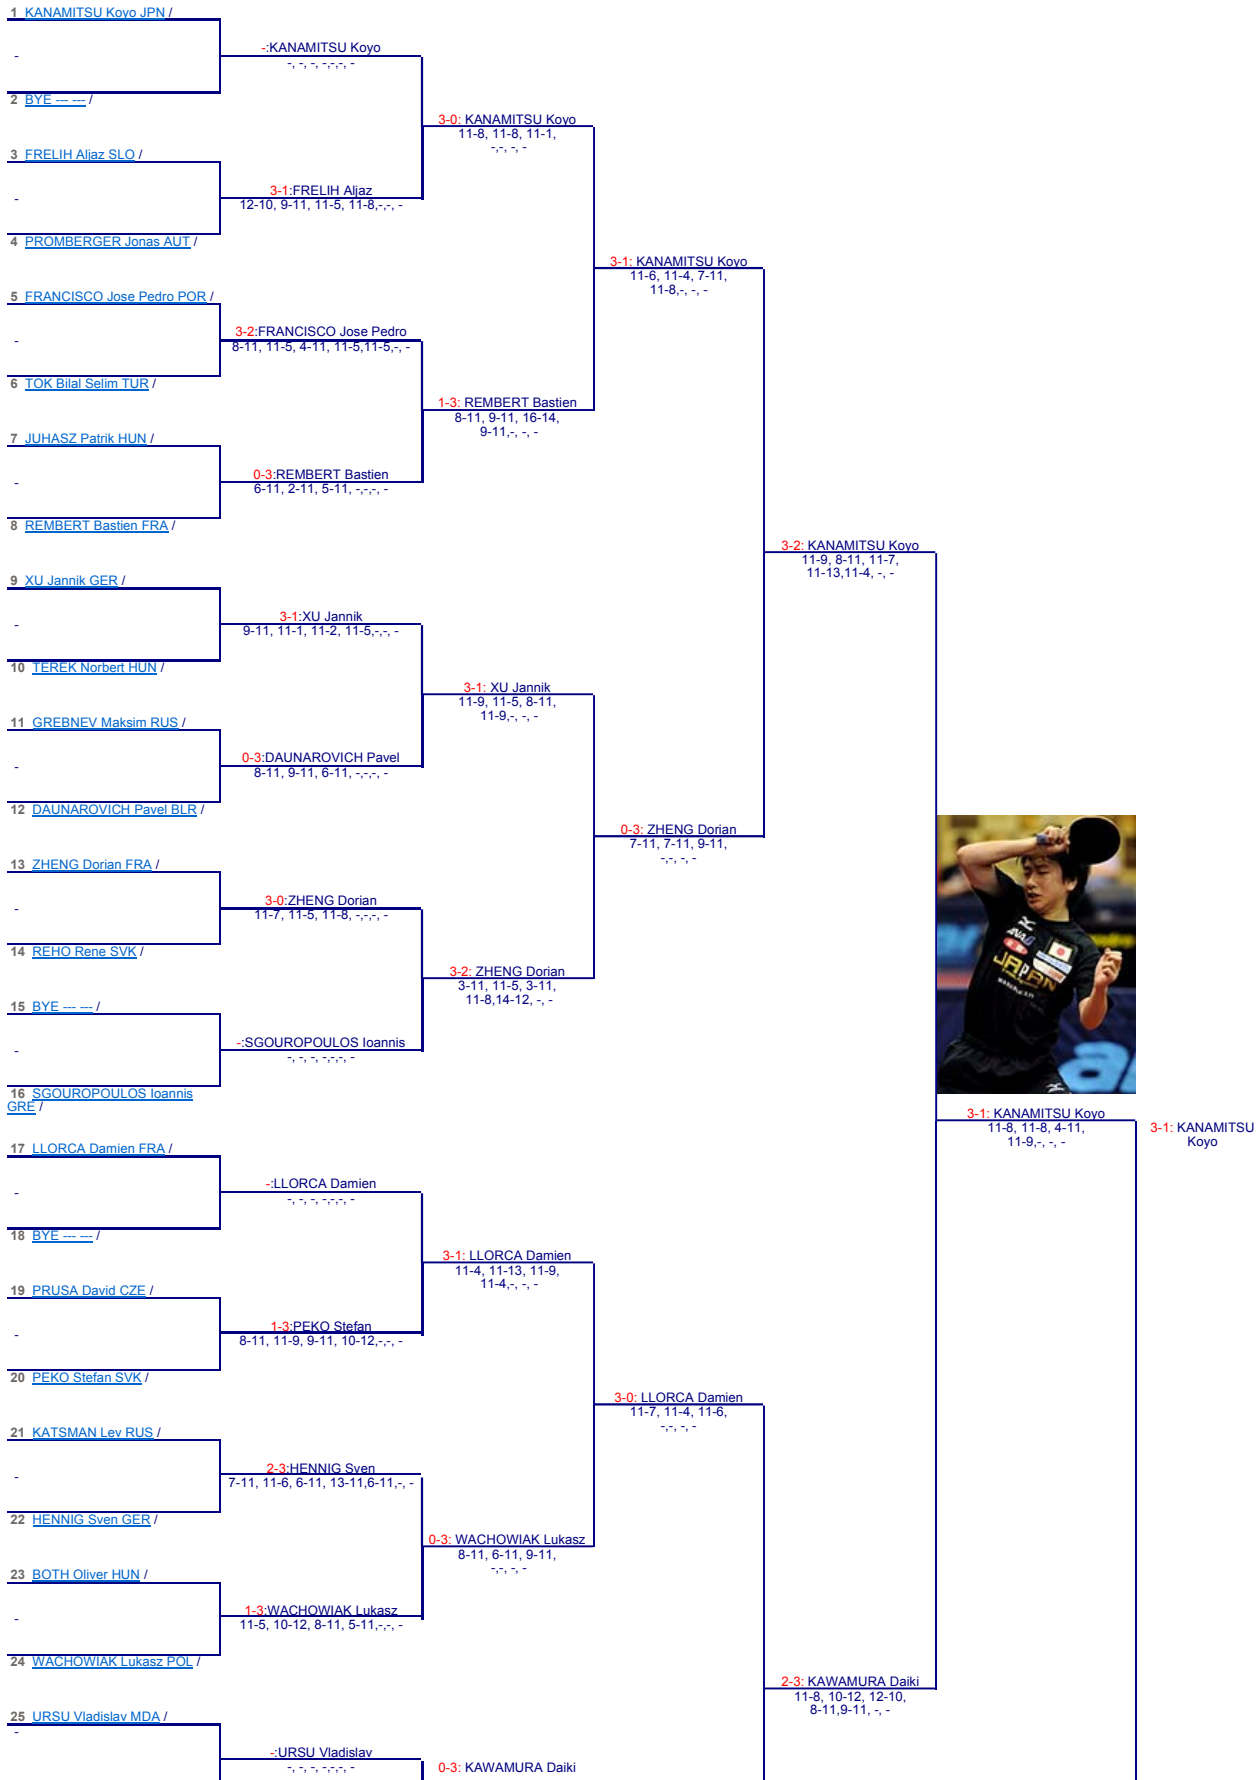 1 KANAMITSU Koyo JPN /
-
-:KANAMITSU Koyo
-, -, -, -,-,-, -
2 BYE --- --- /
3-0: KANAMITSU Koyo
11-8, 11-8, 11-1,
-,-, -, -
3 FRELIH Aljaz SLO /
-
3-1:FRELIH Aljaz
12-10, 9-11, 11-5, 11-8,-,-, -
4 PROMBERGER Jonas AUT /
3-1: KANAMITSU Koyo
11-6, 11-4, 7-11,
11-8,-, -, -
5 FRANCISCO Jose Pedro POR /
-
3-2:FRANCISCO Jose Pedro
8-11, 11-5, 4-11, 11-5,11-5,-, -
6 TOK Bilal Selim TUR /
1-3: REMBERT Bastien
8-11, 9-11, 16-14,
9-11,-, -, -
7 JUHASZ Patrik HUN /
-
0-3:REMBERT Bastien
6-11, 2-11, 5-11, -,-,-, -
8 REMBERT Bastien FRA /
3-2: KANAMITSU Koyo
11-9, 8-11, 11-7,
11-13,11-4, -, -
9 XU Jannik GER /
-
3-1:XU Jannik
9-11, 11-1, 11-2, 11-5,-,-, -
10 TEREK Norbert HUN /
3-1: XU Jannik
11-9, 11-5, 8-11,
11-9,-, -, -
11 GREBNEV Maksim RUS /
-
0-3:DAUNAROVICH Pavel
8-11, 9-11, 6-11, -,-,-, -
12 DAUNAROVICH Pavel BLR /
0-3: ZHENG Dorian
7-11, 7-11, 9-11,
-,-, -, -
13 ZHENG Dorian FRA /
-
3-0:ZHENG Dorian
11-7, 11-5, 11-8, -,-,-, -
14 REHO Rene SVK /
3-2: ZHENG Dorian
3-11, 11-5, 3-11,
11-8,14-12, -, -
JAPAN
15 BYE --- --- /
-
-:SGOUROPOULOS Ioannis
-, -, -, -,-,-, -
16 SGOUROPOULOS Ioannis
GRE /
3-1: KANAMITSU Koyo
11-8, 11-8, 4-11,
11-9,-, -, -
3-1: KANAMITSU
Koyo
17 LLORCA Damien FRA /
-
-:LLORCA Damien
-, -, -, -,-,-, -
18 BYE --- --- /
3-1: LLORCA Damien
11-4, 11-13, 11-9,
11-4,-, -, -
19 PRUSA David CZE /
-
1-3:PEKO Stefan
8-11, 11-9, 9-11, 10-12,-,-, -
20 PEKO Stefan SVK /
3-0: LLORCA Damien
11-7, 11-4, 11-6,
-,-, -, -
21 KATSMAN Lev RUS /
-
2-3:HENNIG Sven
7-11, 11-6, 6-11, 13-11,6-11,-, -
22 HENNIG Sven GER /
0-3: WACHOWIAK Lukasz
8-11, 6-11, 9-11,
-,-, -, -
23 BOTH Oliver HUN /
-
1-3:WACHOWIAK Lukasz
11-5, 10-12, 8-11, 5-11,-,-, -
24 WACHOWIAK Lukasz POL /
2-3: KAWAMURA Daiki
11-8, 10-12, 12-10,
8-11,9-11, -, -
25 URSU Vladislav MDA /
-
-:URSU Vladislav
-, -, -, -,-,-, -
0-3: KAWAMURA Daiki